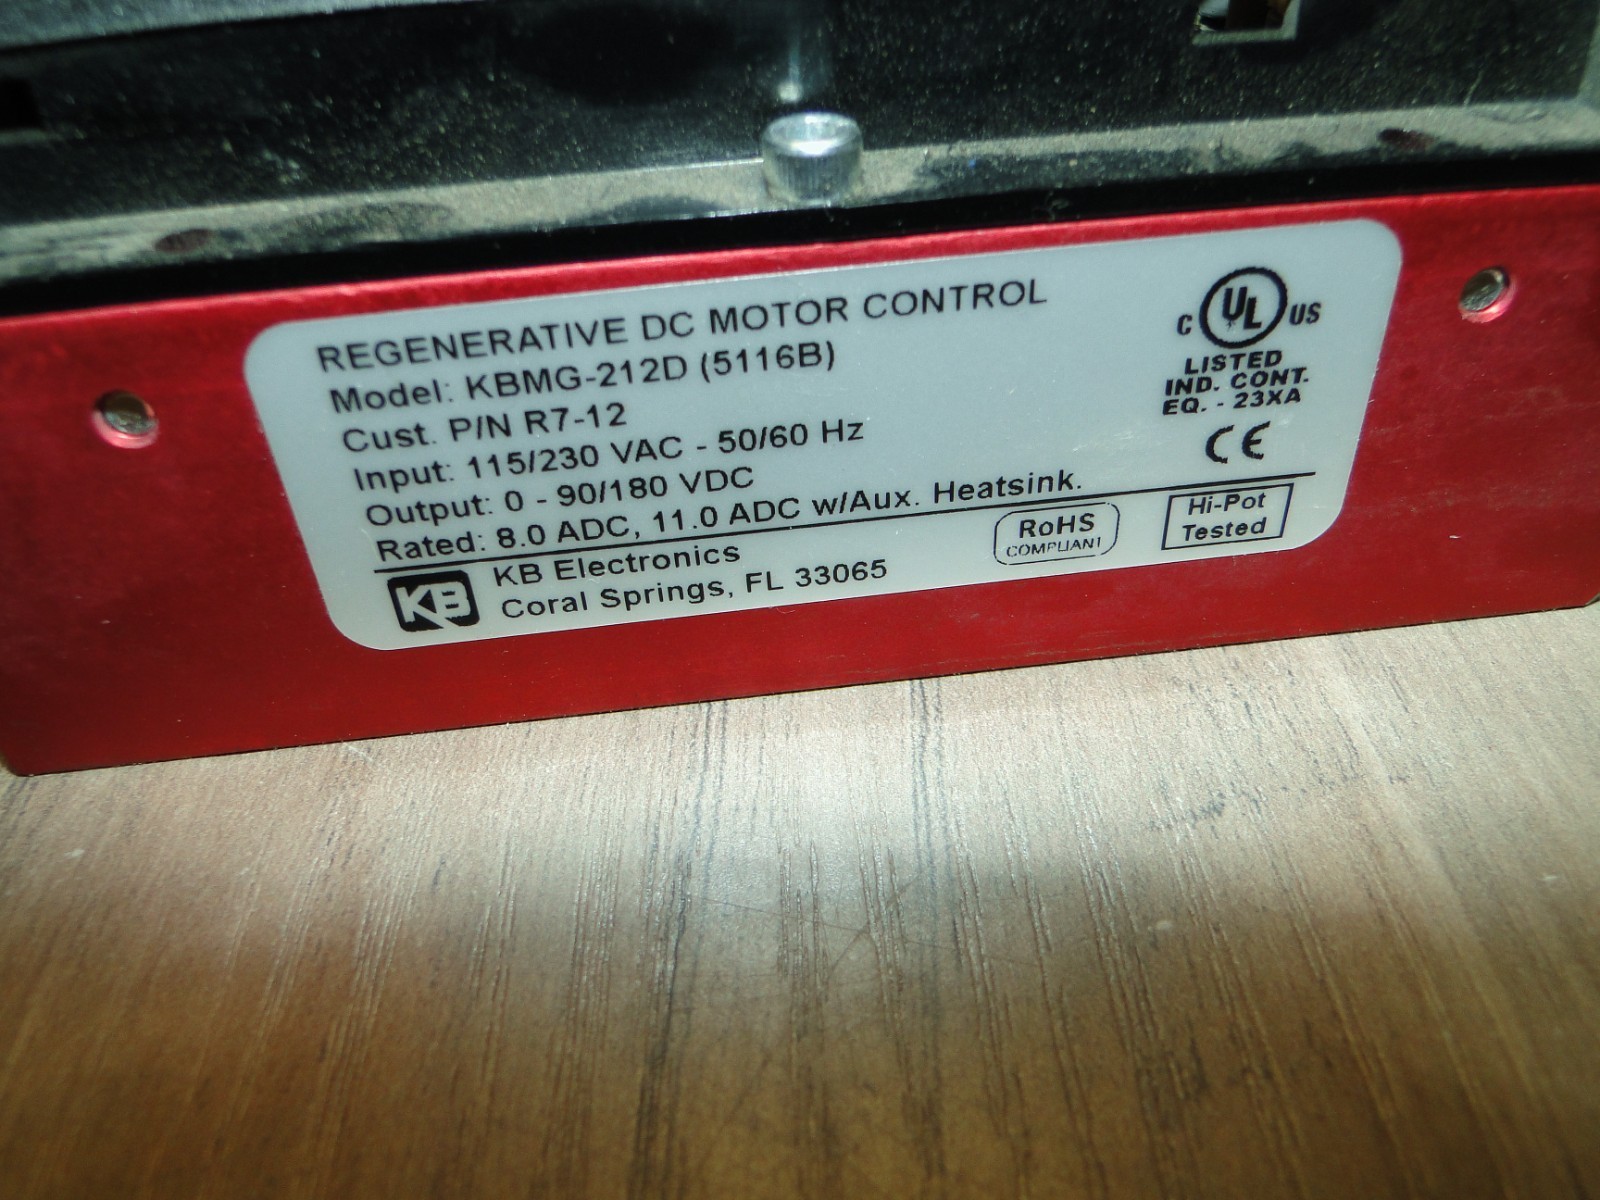 REGENERATIVE DC MOTOR CONTROL
Model: KBMG-212D (5116B)
Cust. P/N R7-12
Input: 115/230 VAC - 50/60 Hz
Output: 0 - 90/180 VDC
Rated: 8.0 ADC, 11.0 ADC w/Aux. Heatsink.
KB
KB Electronics
Coral Springs, FL 33065
RoHS
COMPLIANT
C UL US
LISTED
IND. CONT.
EQ. - 23XA
CE
Hi-Pot
Tested